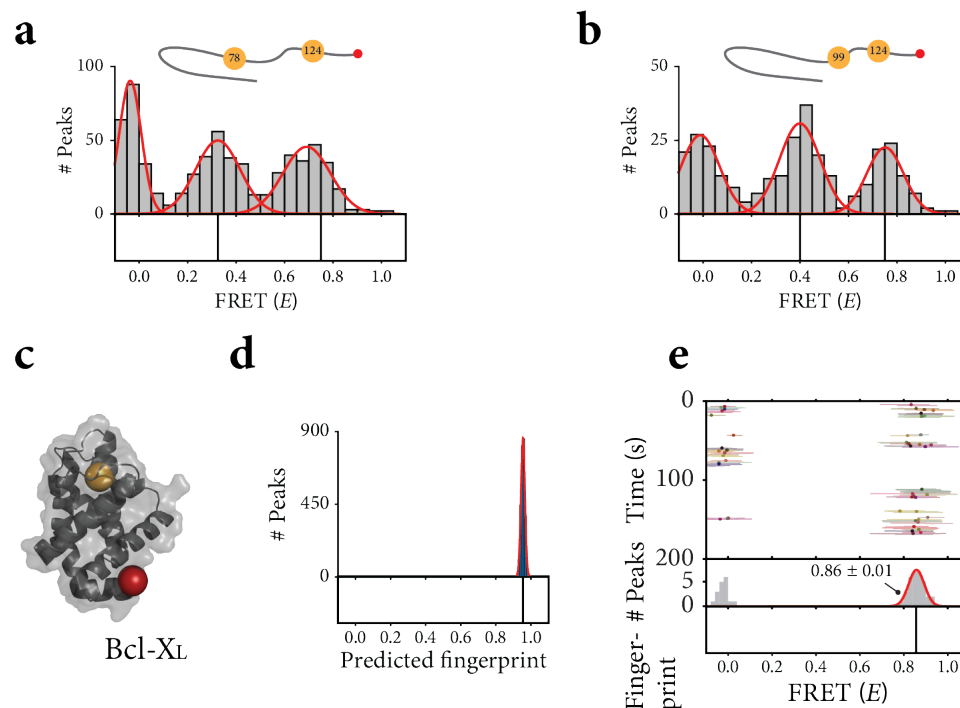 a
78
124
100
50
0
# Peaks
0.0 0.2 0.4 0.6 0.8 1.0
FRET (E)
b
99
124
50
25
0
# Peaks
0.0 0.2 0.4 0.6 0.8 1.0
FRET (E)
c
Bcl-XL
d
900
450
0
# Peaks
0.0 0.2 0.4 0.6 0.8 1.0
Predicted fingerprint
e
0
100
200
Time (s)
5
0
# Peaks
0.86 ± 0.01
Finger-
print
0.0 0.2 0.4 0.6 0.8 1.0
FRET (E)